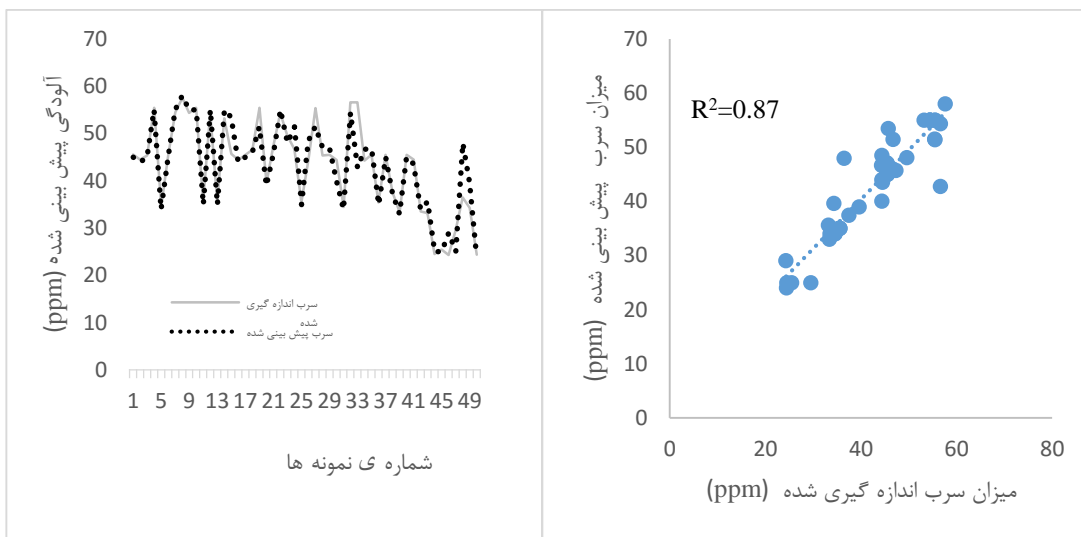 70
60
50
40
30
20
10
0
آلودگی پیش بینی شده (ppm)
سرب اندازه گیری
شده
سرب پیش بینی شده
1 5 9 13 17 21 25 29 33 37 41 45 49
شماره ی نمونه ها
70
60
50
40
30
20
10
0
میزان سرب پیش بینی شده (ppm)
R²=0.87
0 20 40 60 80
میزان سرب اندازه گیری شده (ppm)